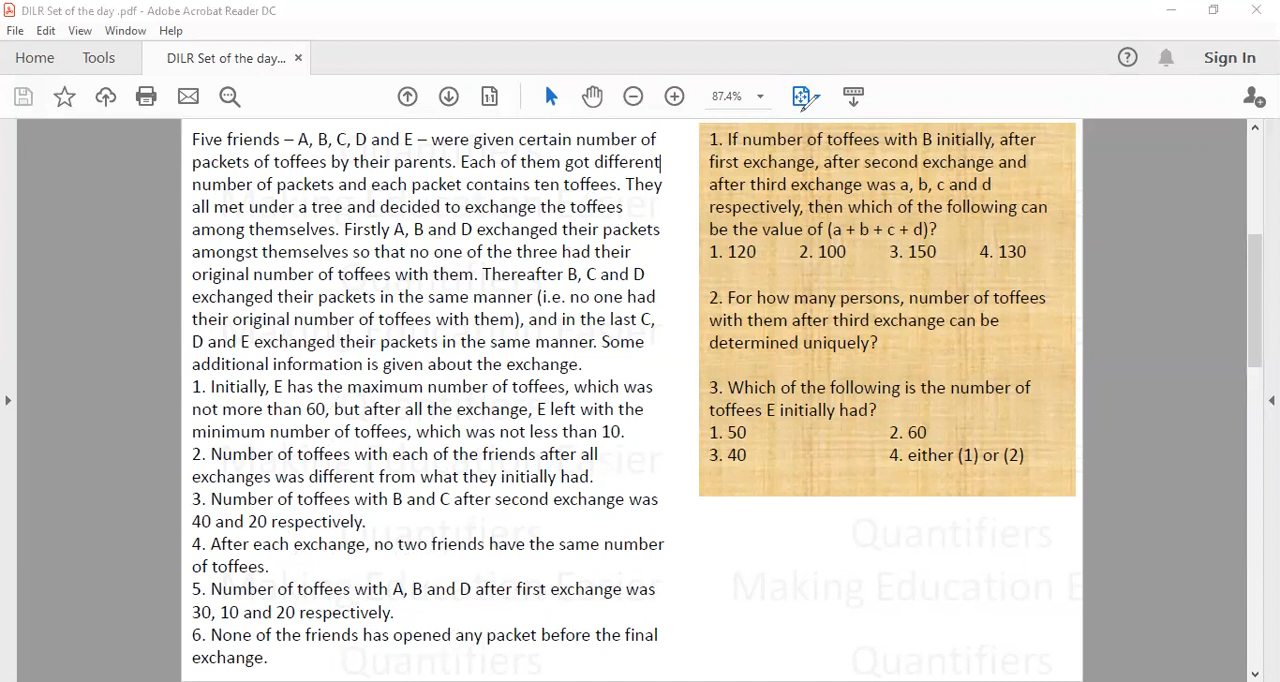 DILR Set of the day .pdf - Adobe Acrobat Reader DC
File Edit View Window Help
Home Tools DILR Set of the day... × Sign In
87.4%
Five friends – A, B, C, D and E – were given certain number of
packets of toffees by their parents. Each of them got different
number of packets and each packet contains ten toffees. They
all met under a tree and decided to exchange the toffees
among themselves. Firstly A, B and D exchanged their packets
amongst themselves so that no one of the three had their
original number of toffees with them. Thereafter B, C and D
exchanged their packets in the same manner (i.e. no one had
their original number of toffees with them), and in the last C,
D and E exchanged their packets in the same manner. Some
additional information is given about the exchange.
1. Initially, E has the maximum number of toffees, which was
not more than 60, but after all the exchange, E left with the
minimum number of toffees, which was not less than 10.
2. Number of toffees with each of the friends after all
exchanges was different from what they initially had.
3. Number of toffees with B and C after second exchange was
40 and 20 respectively.
4. After each exchange, no two friends have the same number
of toffees.
5. Number of toffees with A, B and D after first exchange was
30, 10 and 20 respectively.
6. None of the friends has opened any packet before the final
exchange.
1. If number of toffees with B initially, after
first exchange, after second exchange and
after third exchange was a, b, c and d
respectively, then which of the following can
be the value of (a + b + c + d)?
1. 120 2. 100 3. 150 4. 130
2. For how many persons, number of toffees
with them after third exchange can be
determined uniquely?
3. Which of the following is the number of
toffees E initially had?
1. 50 2. 60
3. 40 4. either (1) or (2)
Quantifiers
Making Education E
Quantifiers